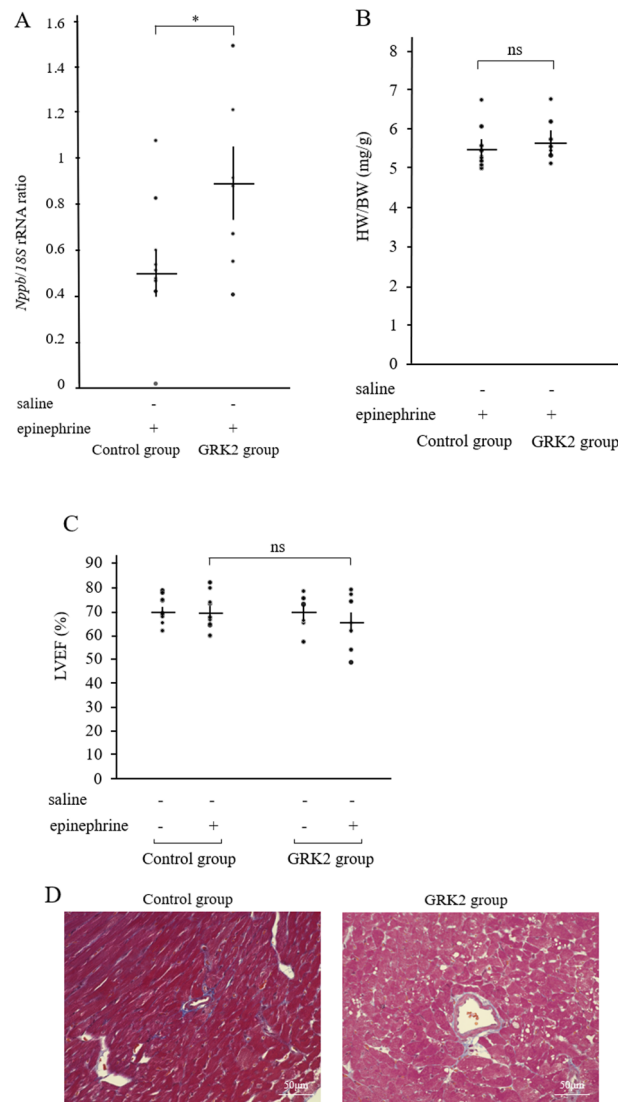 A
1.6
1.4
1.2
1
0.8
0.6
0.4
0.2
0
Nppb/18S rRNA ratio
*
saline - -
epinephrine + +
Control group GRK2 group
B
8
7
6
5
4
3
2
1
0
HW/BW (mg/g)
ns
saline - -
epinephrine + +
Control group GRK2 group
C
90
80
70
60
50
40
30
20
10
0
LVEF (%)
ns
saline - - - -
epinephrine - + - +
Control group GRK2 group
D
Control group GRK2 group
50μm 50μm